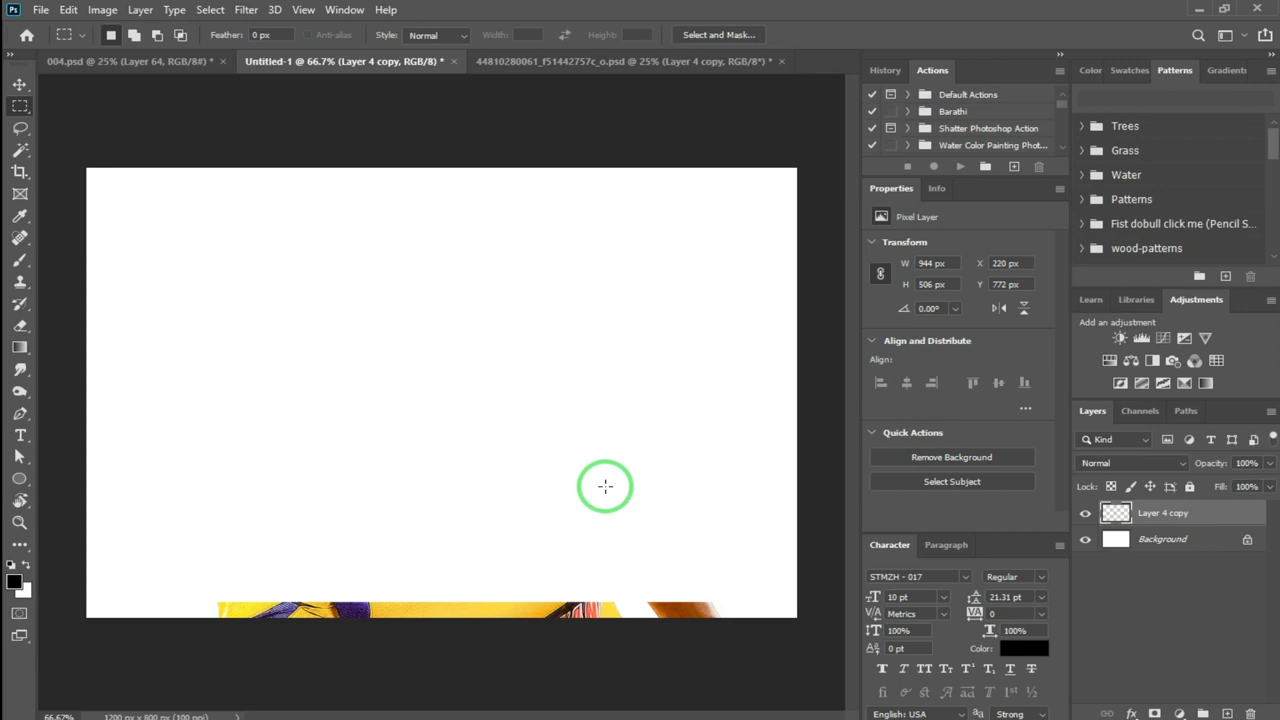 Ps File Edit Image Layer Type Select Filter 3D View Window Help
Feather: 0 px Anti-alias Style: Normal Width: Height: Select and Mask...
004.psd @ 25% (Layer 64, RGB/8#) * × Untitled-1 @ 66.7% (Layer 4 copy, RGB/8) * × 44810280061_f51442757c_o.psd @ 25% (Layer 4 copy, RGB/8*) * ×
History Actions
Default Actions
Barathi
Shatter Photoshop Action
Water Color Painting Phot...
Properties Info
Pixel Layer
Transform
W 944 px X 220 px
H 506 px Y 772 px
0.00°
Align and Distribute
Align:
Quick Actions
Remove Background
Select Subject
Character Paragraph
STMZH - 017 Regular
10 pt 21.31 pt
Metrics 0
100% 100%
0 pt Color:
English: USA Strong
Color Swatches Patterns Gradients
Trees
Grass
Water
Patterns
Fist dobull click me (Pencil S...
wood-patterns
Learn Libraries Adjustments
Add an adjustment
Layers Channels Paths
Kind
Normal Opacity: 100%
Lock: Fill: 100%
Layer 4 copy
Background
66.67% 1200 px x 800 px (100 ppi)